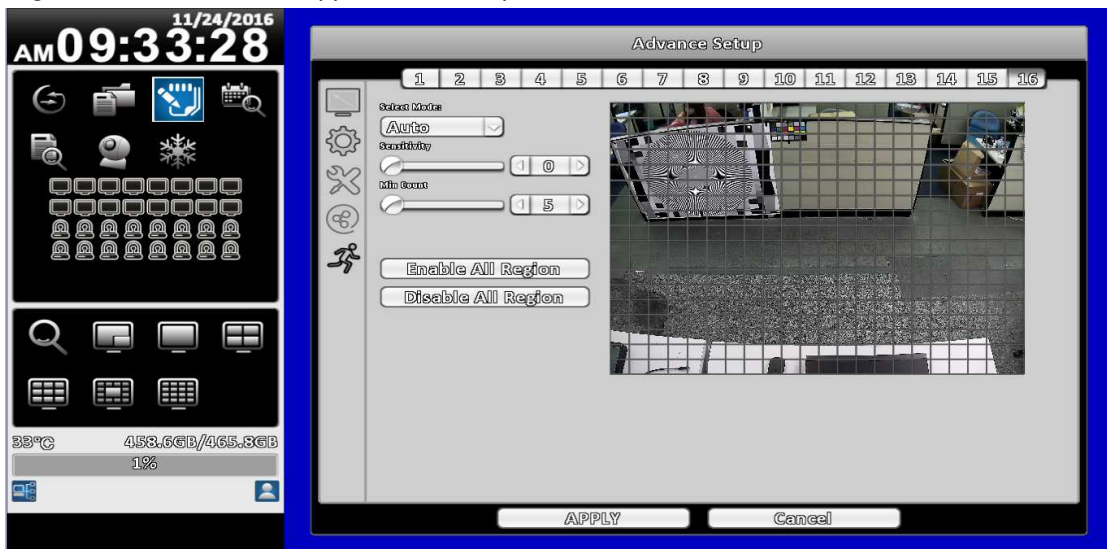 11/24/2016
AM09:33:28
33°C 458.6GB/465.8GB
1%
Advance Setup
1 2 3 4 5 6 7 8 9 10 11 12 13 14 15 16
Select Mode:
Auto
Sensitivity
0
Min Count
5
Enable All Region
Disable All Region
APPLY Cancel